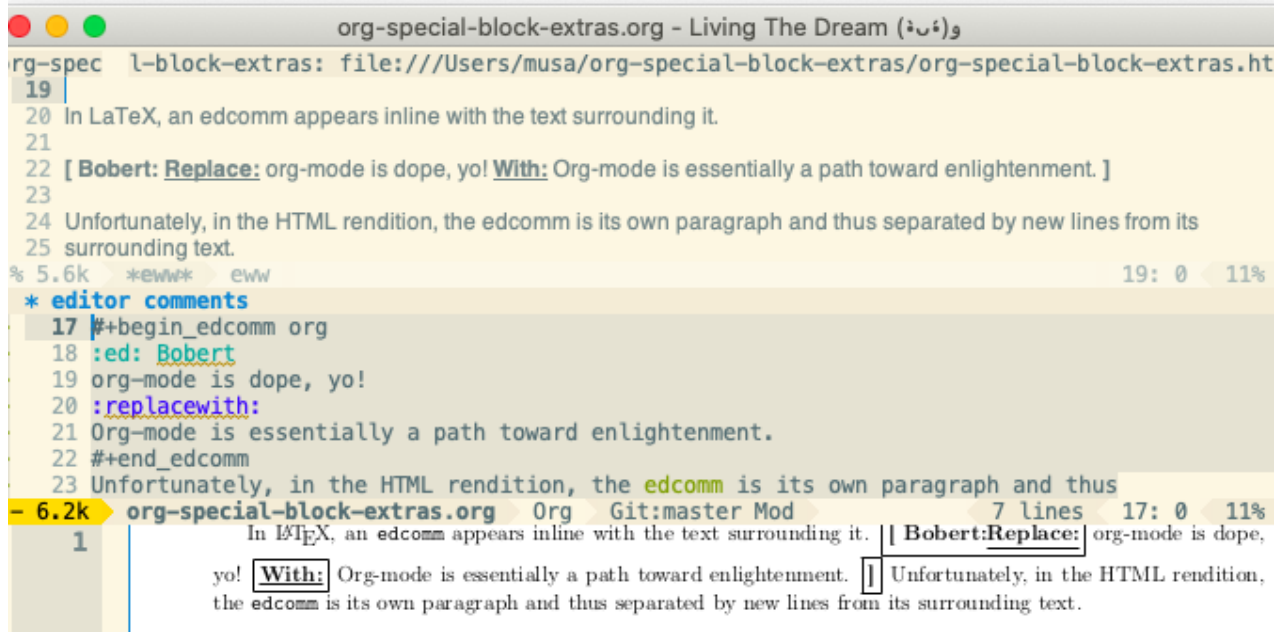 org-special-block-extras.org - Living The Dream (۰ٌ۰)و
rg-spec l-block-extras: file:///Users/musa/org-special-block-extras/org-special-block-extras.ht
19
20 In LaTeX, an edcomm appears inline with the text surrounding it.
21
22 [ Bobert: Replace: org-mode is dope, yo! With: Org-mode is essentially a path toward enlightenment. ]
23
24 Unfortunately, in the HTML rendition, the edcomm is its own paragraph and thus separated by new lines from its
25 surrounding text.
% 5.6k *eww* eww 19: 0 11%
* editor comments
17 #+begin_edcomm org
18 :ed: Bobert
19 org-mode is dope, yo!
20 :replacewith:
21 Org-mode is essentially a path toward enlightenment.
22 #+end_edcomm
23 Unfortunately, in the HTML rendition, the edcomm is its own paragraph and thus
- 6.2k org-special-block-extras.org Org Git:master Mod 7 lines 17: 0 11%
1 In LATEX, an edcomm appears inline with the text surrounding it. [ Bobert:Replace: org-mode is dope,
yo! With: Org-mode is essentially a path toward enlightenment. ] Unfortunately, in the HTML rendition,
the edcomm is its own paragraph and thus separated by new lines from its surrounding text.